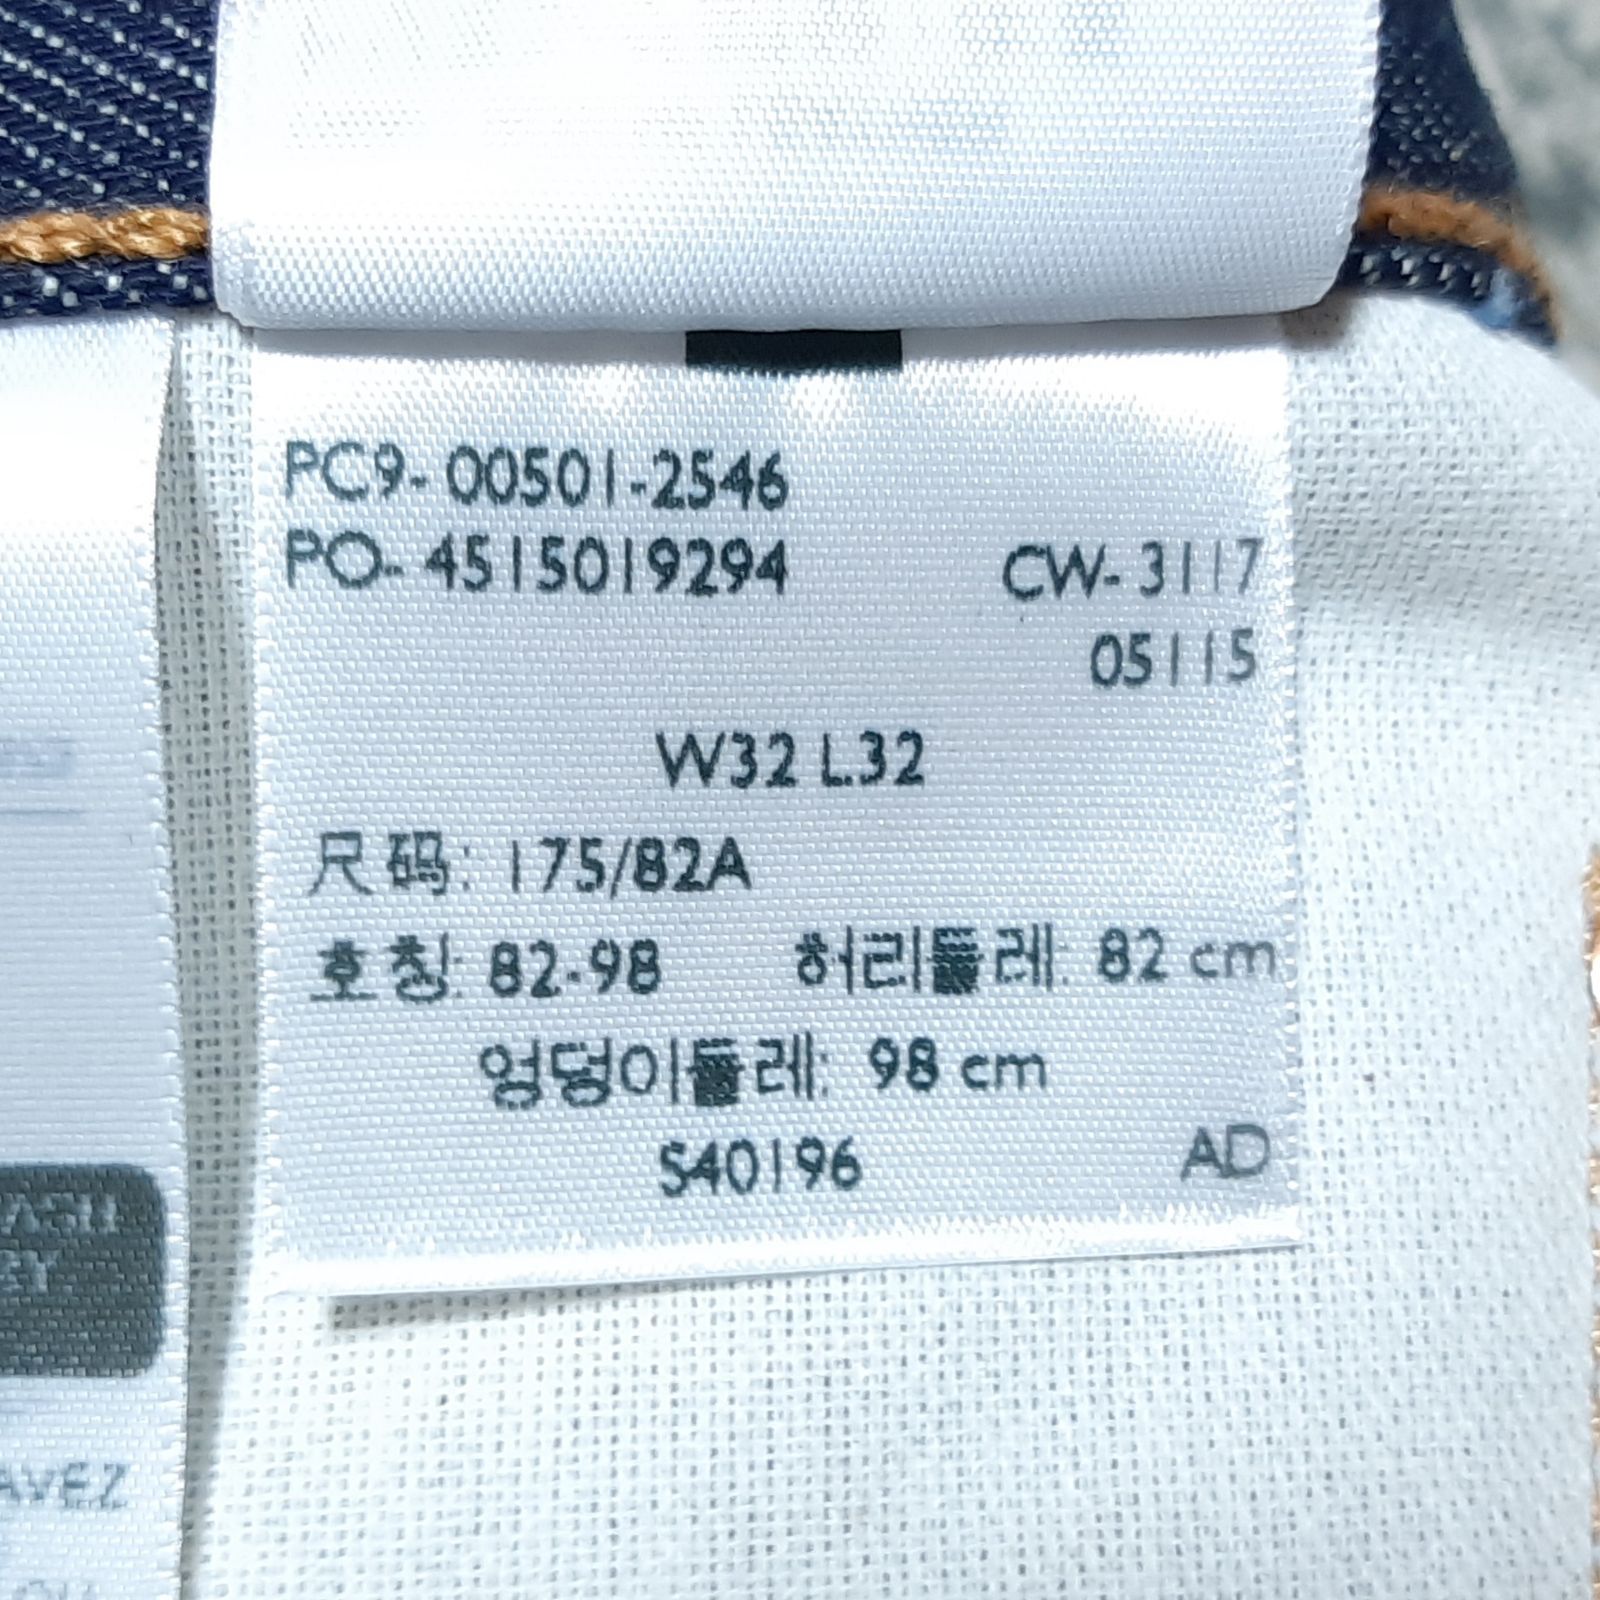 PC9- 00501-2546
PO- 4515019294
CW- 3117
05115
W32 L32
尺码: 175/82A
호칭: 82-98 허리둘레: 82 cm
엉덩이둘레: 98 cm
S40196
AD
AVEZ